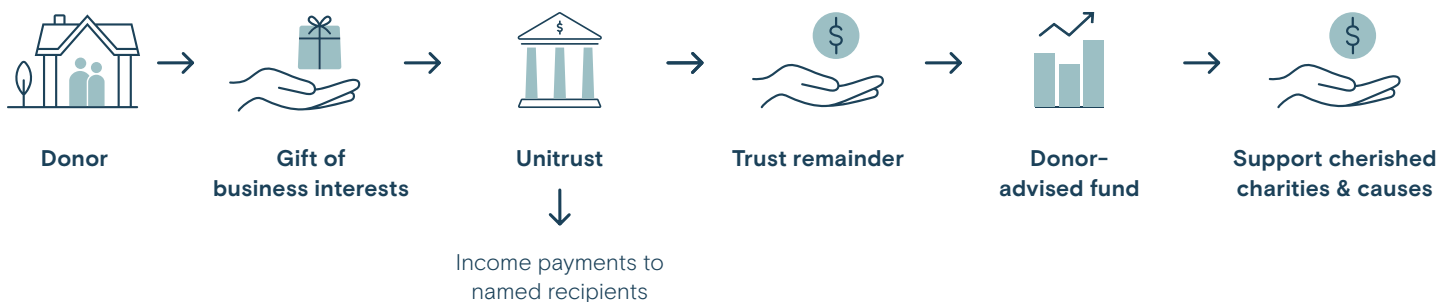 Donor
Gift of
business interests
Unitrust
Income payments to
named recipients
Trust remainder
Donor-
advised fund
Support cherished
charities & causes
$
$
$